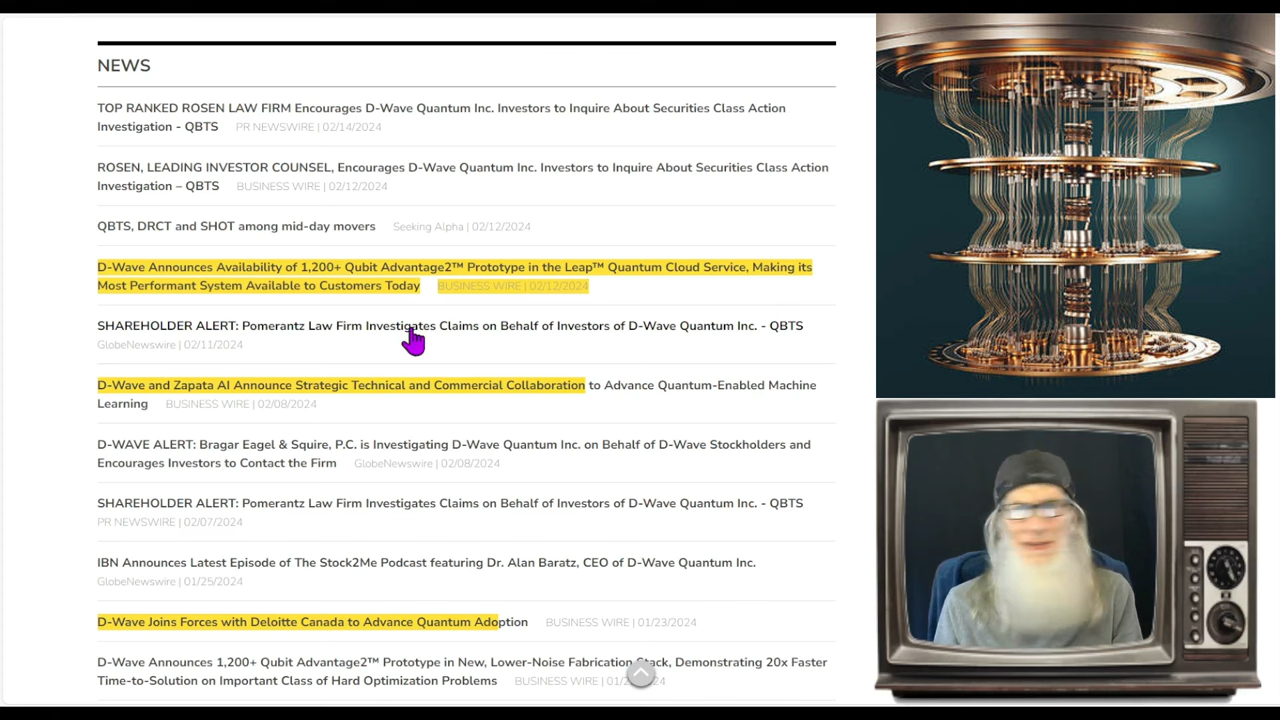 NEWS
TOP RANKED ROSEN LAW FIRM Encourages D-Wave Quantum Inc. Investors to Inquire About Securities Class Action
Investigation - QBTS PR NEWSWIRE | 02/14/2024
ROSEN, LEADING INVESTOR COUNSEL, Encourages D-Wave Quantum Inc. Investors to Inquire About Securities Class Action
Investigation – QBTS BUSINESS WIRE | 02/12/2024
QBTS, DRCT and SHOT among mid-day movers Seeking Alpha | 02/12/2024
D-Wave Announces Availability of 1,200+ Qubit Advantage2™ Prototype in the Leap™ Quantum Cloud Service, Making its
Most Performant System Available to Customers Today BUSINESS WIRE | 02/12/2024
SHAREHOLDER ALERT: Pomerantz Law Firm Investigates Claims on Behalf of Investors of D-Wave Quantum Inc. - QBTS
GlobeNewswire | 02/11/2024
D-Wave and Zapata AI Announce Strategic Technical and Commercial Collaboration to Advance Quantum-Enabled Machine
Learning BUSINESS WIRE | 02/08/2024
D-WAVE ALERT: Bragar Eagel & Squire, P.C. is Investigating D-Wave Quantum Inc. on Behalf of D-Wave Stockholders and
Encourages Investors to Contact the Firm GlobeNewswire | 02/08/2024
SHAREHOLDER ALERT: Pomerantz Law Firm Investigates Claims on Behalf of Investors of D-Wave Quantum Inc. - QBTS
PR NEWSWIRE | 02/07/2024
IBN Announces Latest Episode of The Stock2Me Podcast featuring Dr. Alan Baratz, CEO of D-Wave Quantum Inc.
GlobeNewswire | 01/25/2024
D-Wave Joins Forces with Deloitte Canada to Advance Quantum Adoption BUSINESS WIRE | 01/23/2024
D-Wave Announces 1,200+ Qubit Advantage2™ Prototype in New, Lower-Noise Fabrication Stack, Demonstrating 20x Faster
Time-to-Solution on Important Class of Hard Optimization Problems BUSINESS WIRE |